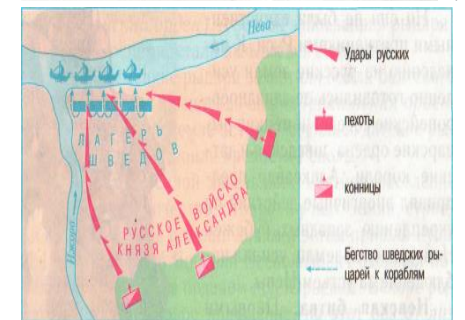 Нева
ЛАГЕРЬ
ШВЕДОВ
РУССКОЕ ВОЙСКО
КНЯЗЯ АЛЕКСАНДРА
Ижора
Удары русских
пехоты
конницы
Бегство шведских ры-
царей к кораблям